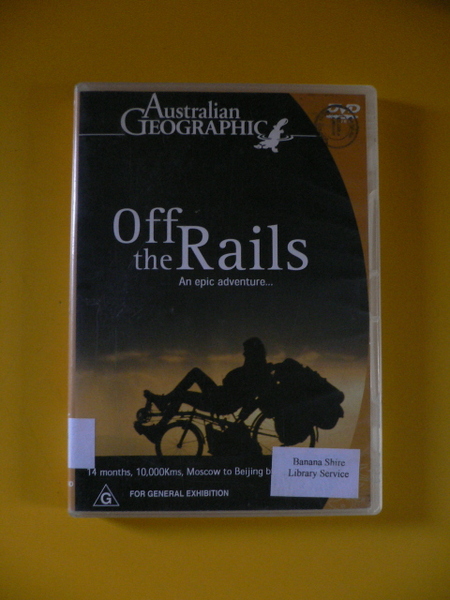 Australian
GEOGRAPHIC
DVD
Off
the Rails
An epic adventure...
14 months, 10,000Kms, Moscow to Beijing b
Banana Shire
Library Service
G
FOR GENERAL EXHIBITION